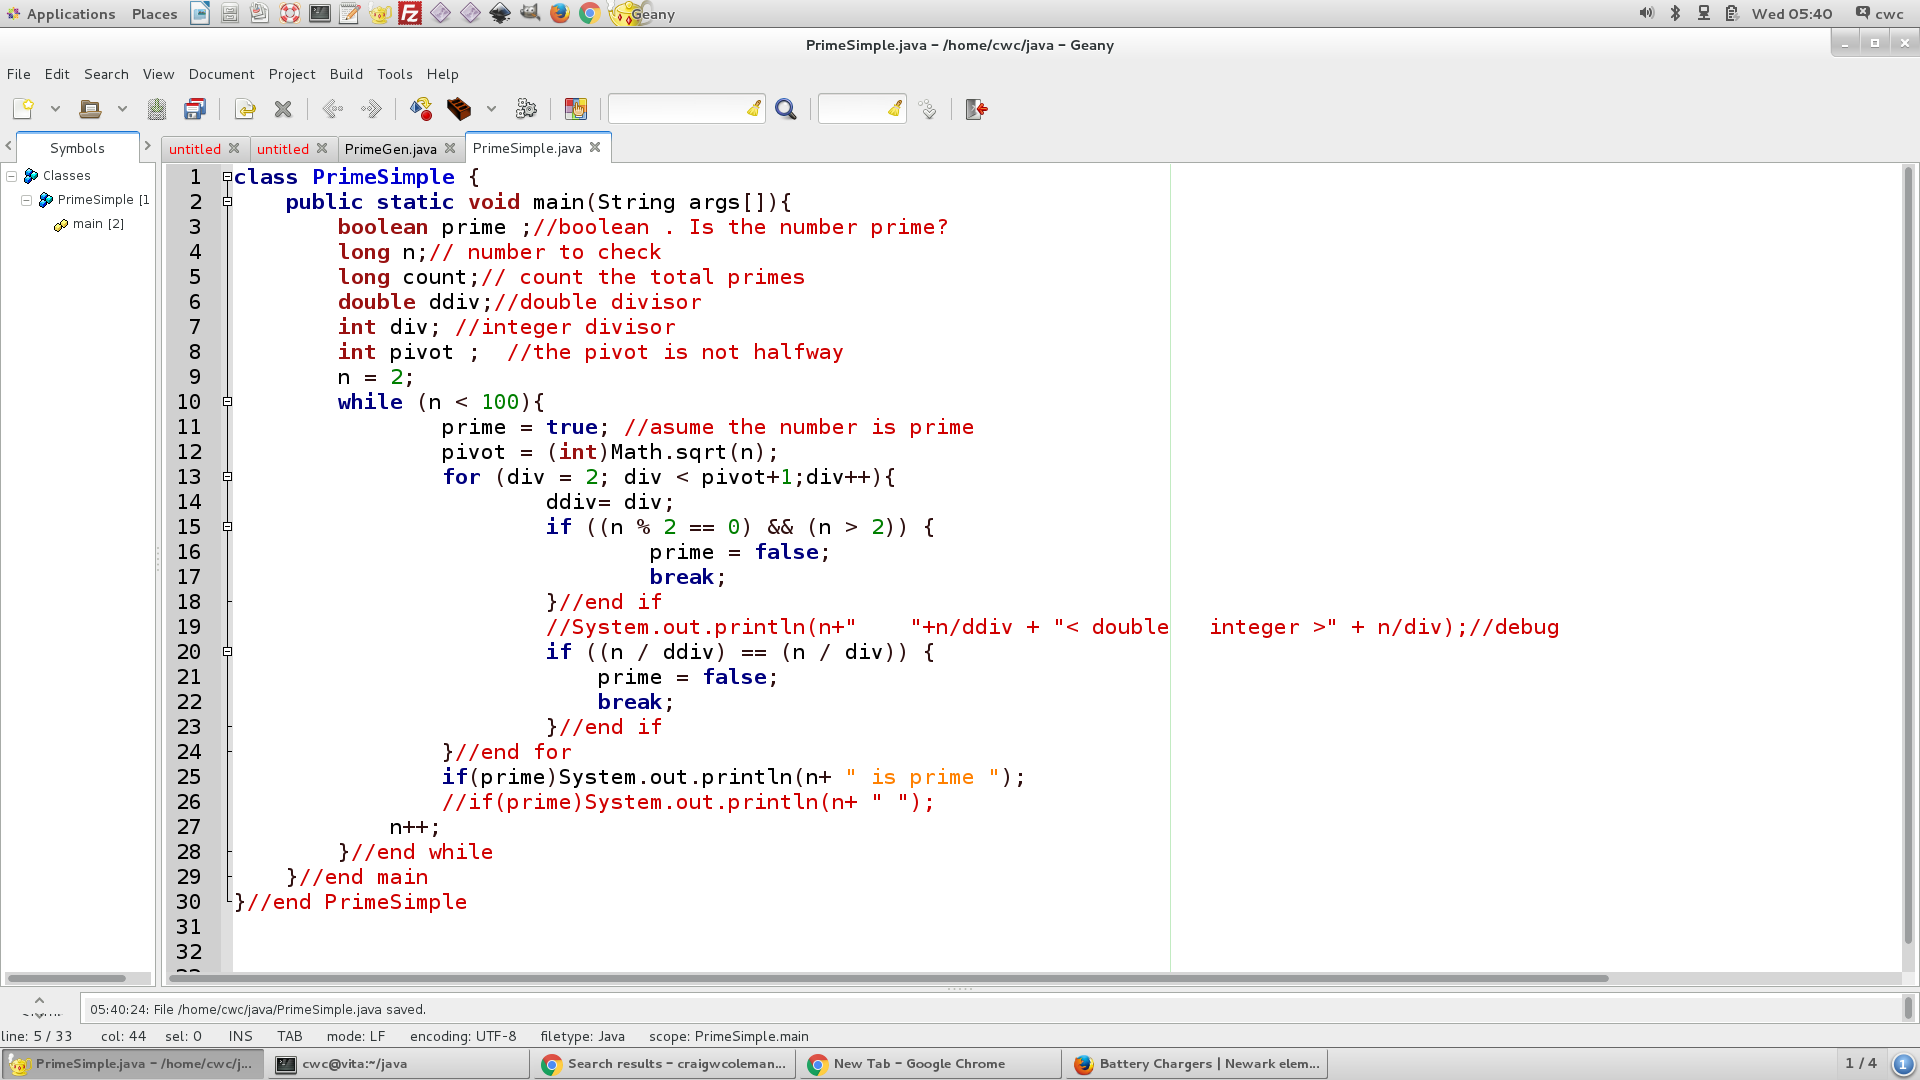 Applications Places Geany Wed 05:40 cwc
PrimeSimple.java – /home/cwc/java – Geany
File Edit Search View Document Project Build Tools Help
Symbols untitled untitled PrimeGen.java PrimeSimple.java
Classes
PrimeSimple [1
main [2]
1 class PrimeSimple {
2 public static void main(String args[]){
3 boolean prime ;//boolean . Is the number prime?
4 long n;// number to check
5 long count;// count the total primes
6 double ddiv;//double divisor
7 int div; //integer divisor
8 int pivot ;  //the pivot is not halfway
9 n = 2;
10 while (n < 100){
11 prime = true; //asume the number is prime
12 pivot = (int)Math.sqrt(n);
13 for (div = 2; div < pivot+1;div++){
14 ddiv= div;
15 if ((n % 2 == 0) && (n > 2)) {
16 prime = false;
17 break;
18 }//end if
19 //System.out.println(n+"    "+n/ddiv + "< double   integer >" + n/div);//debug
20 if ((n / ddiv) == (n / div)) {
21 prime = false;
22 break;
23 }//end if
24 }//end for
25 if(prime)System.out.println(n+ " is prime ");
26 //if(prime)System.out.println(n+ " ");
27 n++;
28 }//end while
29 }//end main
30 }//end PrimeSimple
31
32
05:40:24: File /home/cwc/java/PrimeSimple.java saved.
line: 5 / 33 col: 44 sel: 0 INS TAB mode: LF encoding: UTF-8 filetype: Java scope: PrimeSimple.main
PrimeSimple.java – /home/cwc/j... cwc@vita:~/java Search results – craigwcoleman... New Tab – Google Chrome Battery Chargers | Newark elem... 1 / 4 1